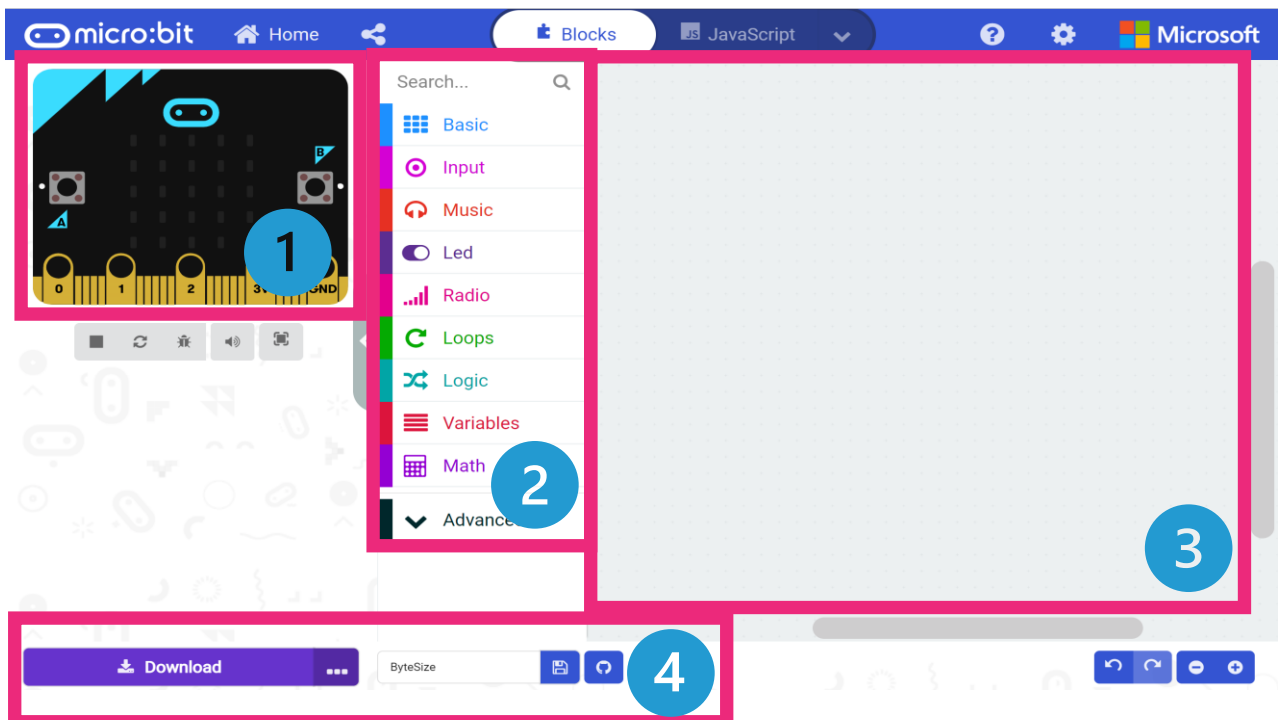 micro:bit Home Blocks JS JavaScript ? Microsoft
Search...
Basic
B
Input
Music
A
1
Led
0 1 2 3V GND
Radio
Loops
Logic
Variables
Math
2
Advance
3
Download ... ByteSize 4